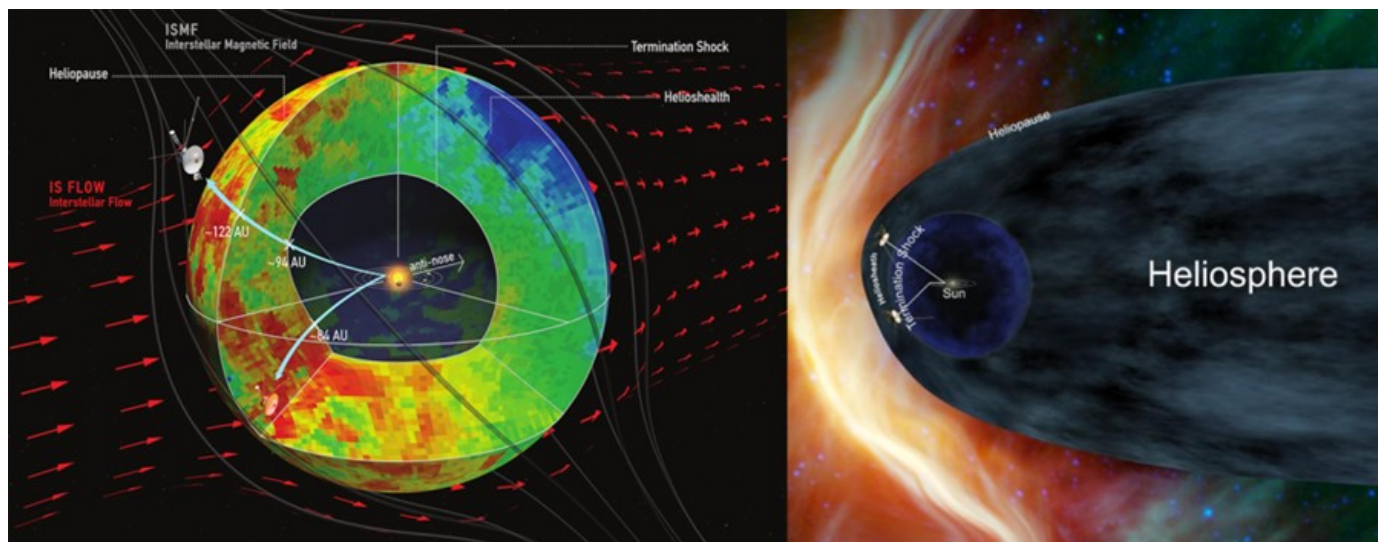 ISMF
Interstellar Magnetic Field
Termination Shock
Heliopause
Helioshealth
IS FLOW
Interstellar Flow
~122 AU
~94 AU
anti-nose
~84 AU
Heliopause
Heliosheath
Termination Shock
Sun
Heliosphere